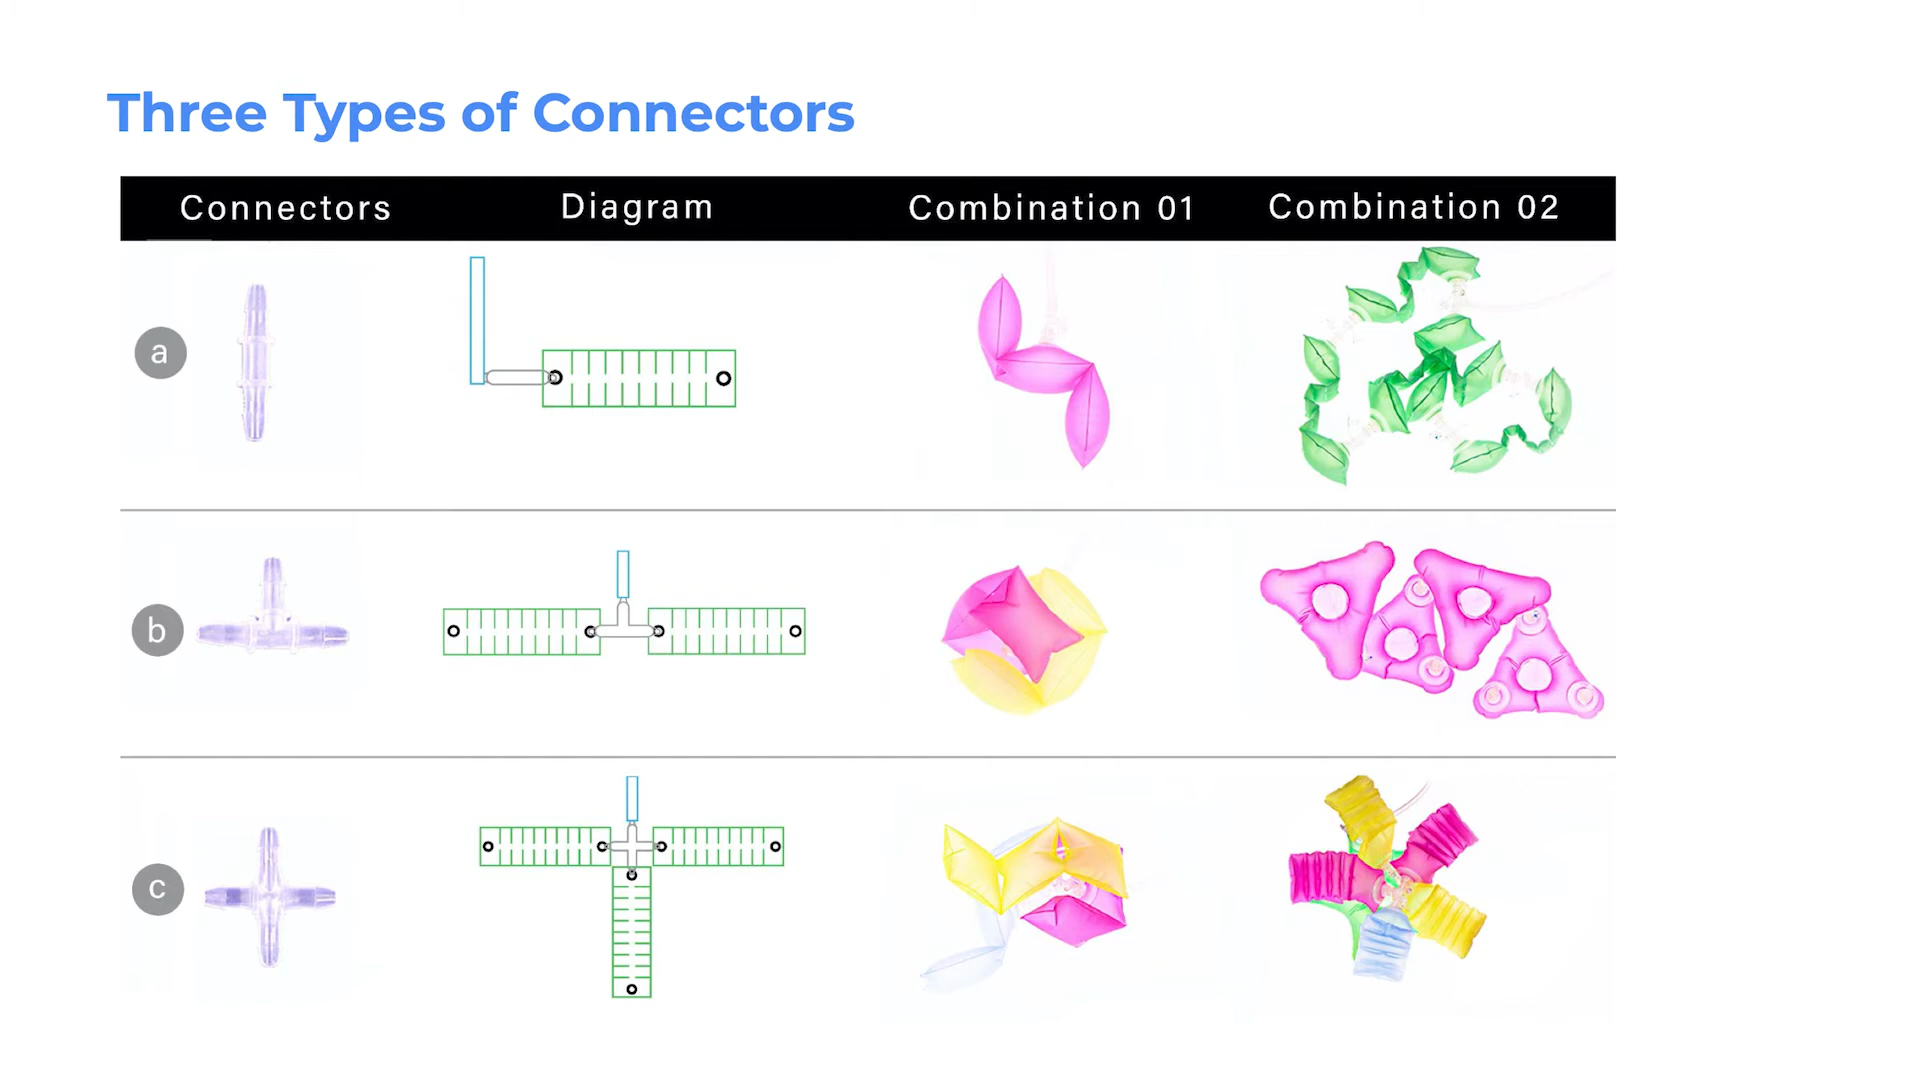 Three Types of Connectors
Connectors Diagram Combination 01 Combination 02
a
b
c